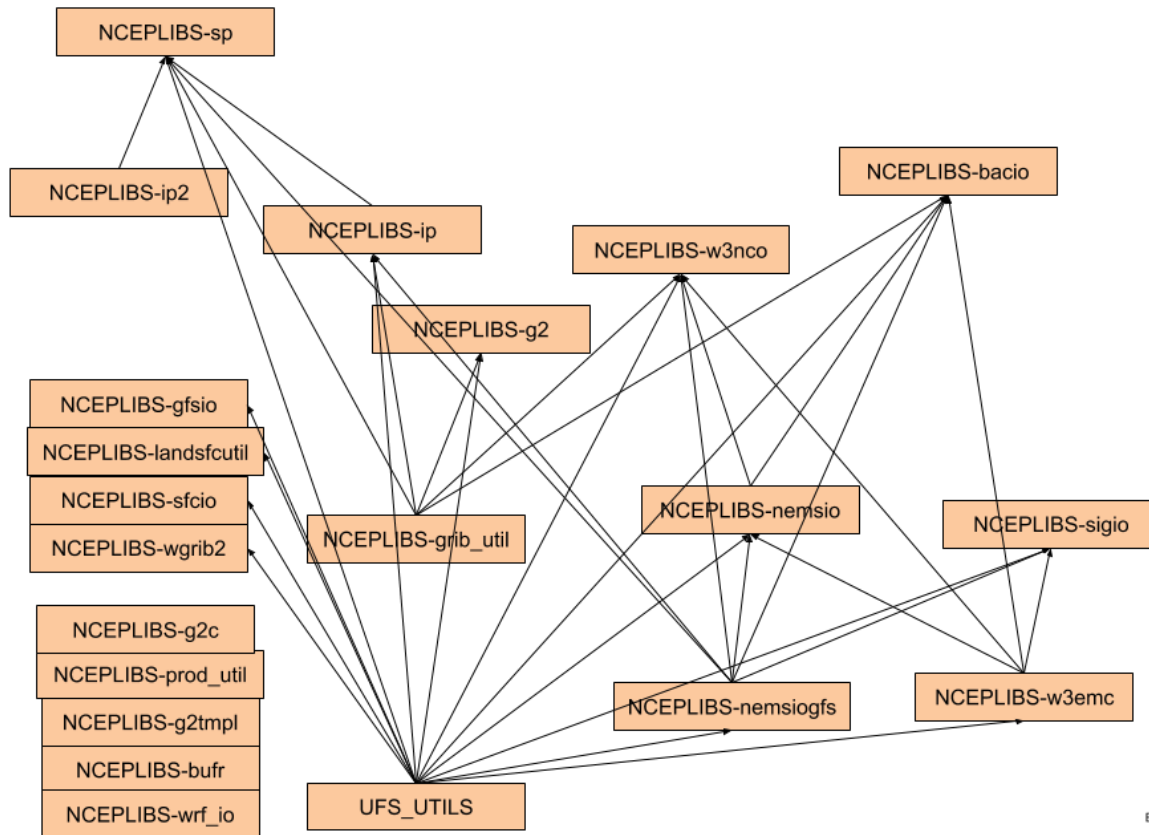 NCEPLIBS-sp
NCEPLIBS-bacio
NCEPLIBS-ip2
NCEPLIBS-ip
NCEPLIBS-w3nco
NCEPLIBS-g2
NCEPLIBS-gfsio
NCEPLIBS-landsfcutil
NCEPLIBS-sfcio
NCEPLIBS-wgrib2
NCEPLIBS-grib_util
NCEPLIBS-nemsio
NCEPLIBS-sigio
NCEPLIBS-g2c
NCEPLIBS-prod_util
NCEPLIBS-g2tmpl
NCEPLIBS-bufr
NCEPLIBS-wrf_io
NCEPLIBS-nemsiogfs
NCEPLIBS-w3emc
UFS_UTILS